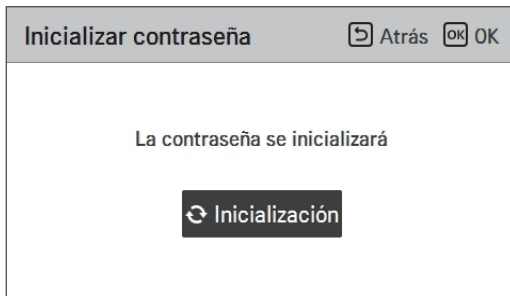 Inicializar contraseña Atrás OK OK
La contraseña se inicializará
Inicialización